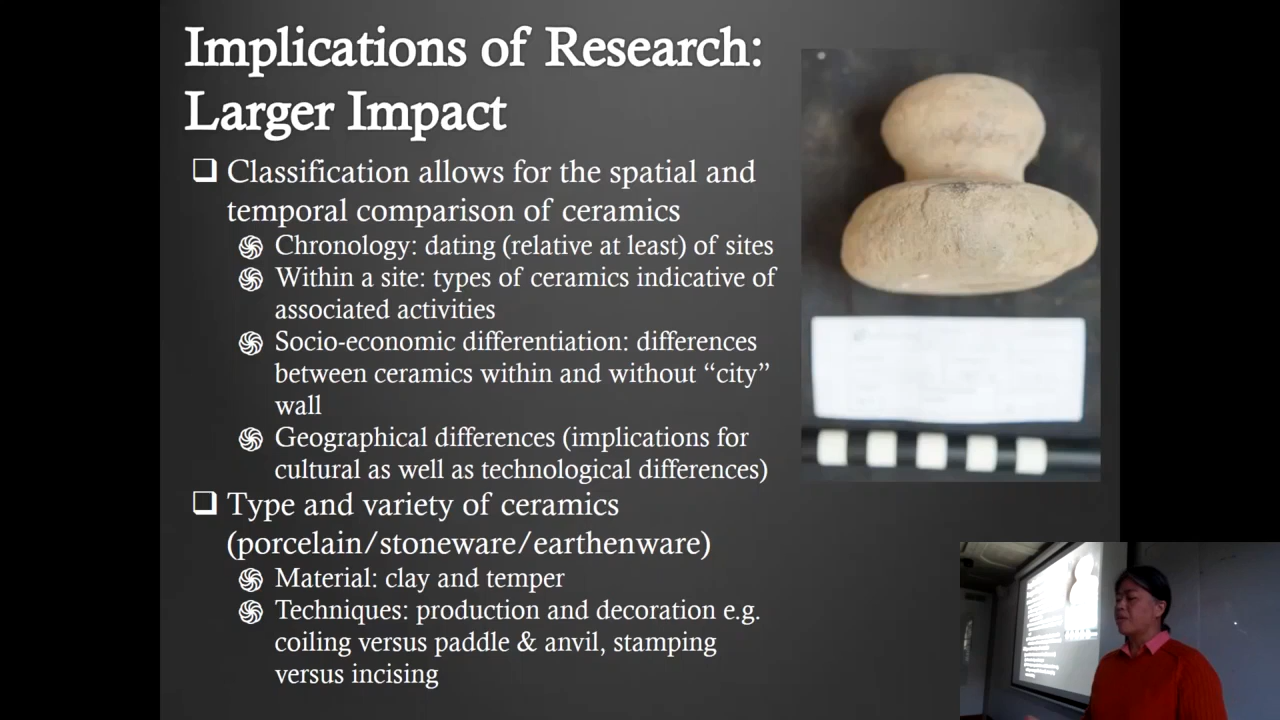 Implications of Research:
Larger Impact
Classification allows for the spatial and
temporal comparison of ceramics
Chronology: dating (relative at least) of sites
Within a site: types of ceramics indicative of
associated activities
Socio-economic differentiation: differences
between ceramics within and without “city”
wall
Geographical differences (implications for
cultural as well as technological differences)
Type and variety of ceramics
(porcelain/stoneware/earthenware)
Material: clay and temper
Techniques: production and decoration e.g.
coiling versus paddle & anvil, stamping
versus incising